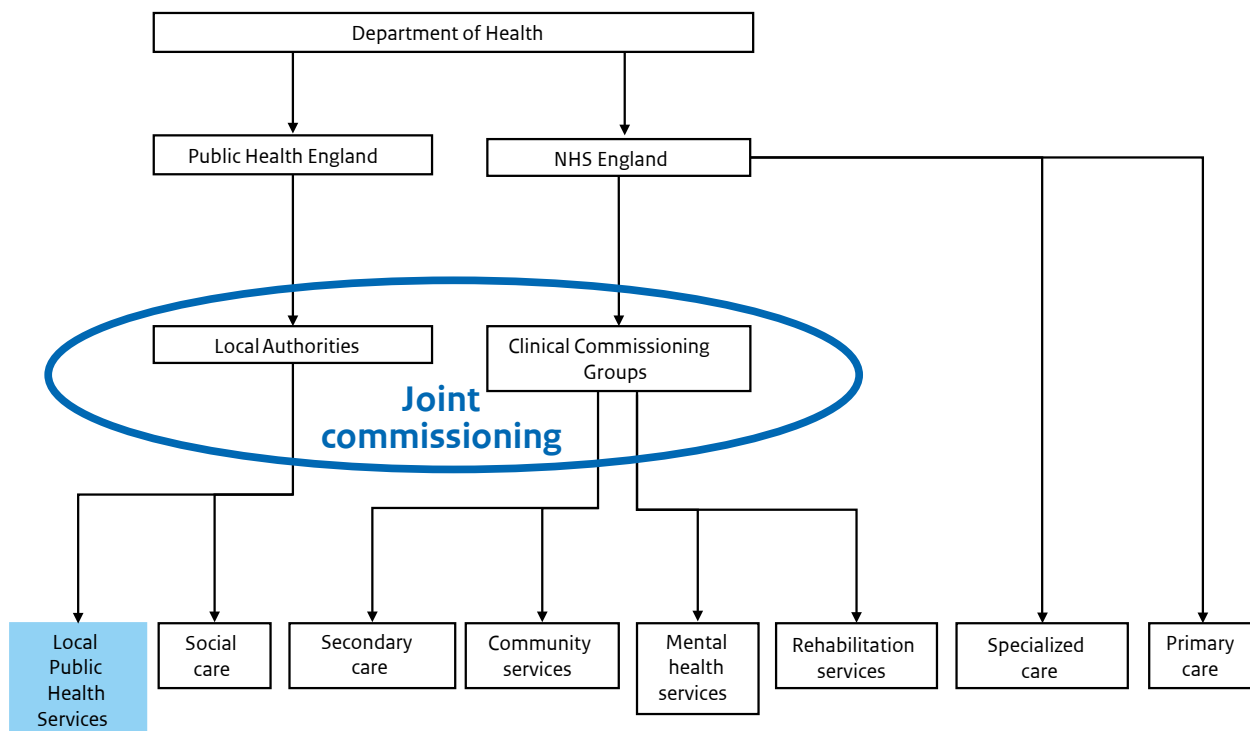 Department of Health
Public Health England
NHS England
Local Authorities
Clinical Commissioning
Groups
Joint
commissioning
Local
Public
Health
Services
Social
care
Secondary
care
Community
services
Mental
health
services
Rehabilitation
services
Specialized
care
Primary
care